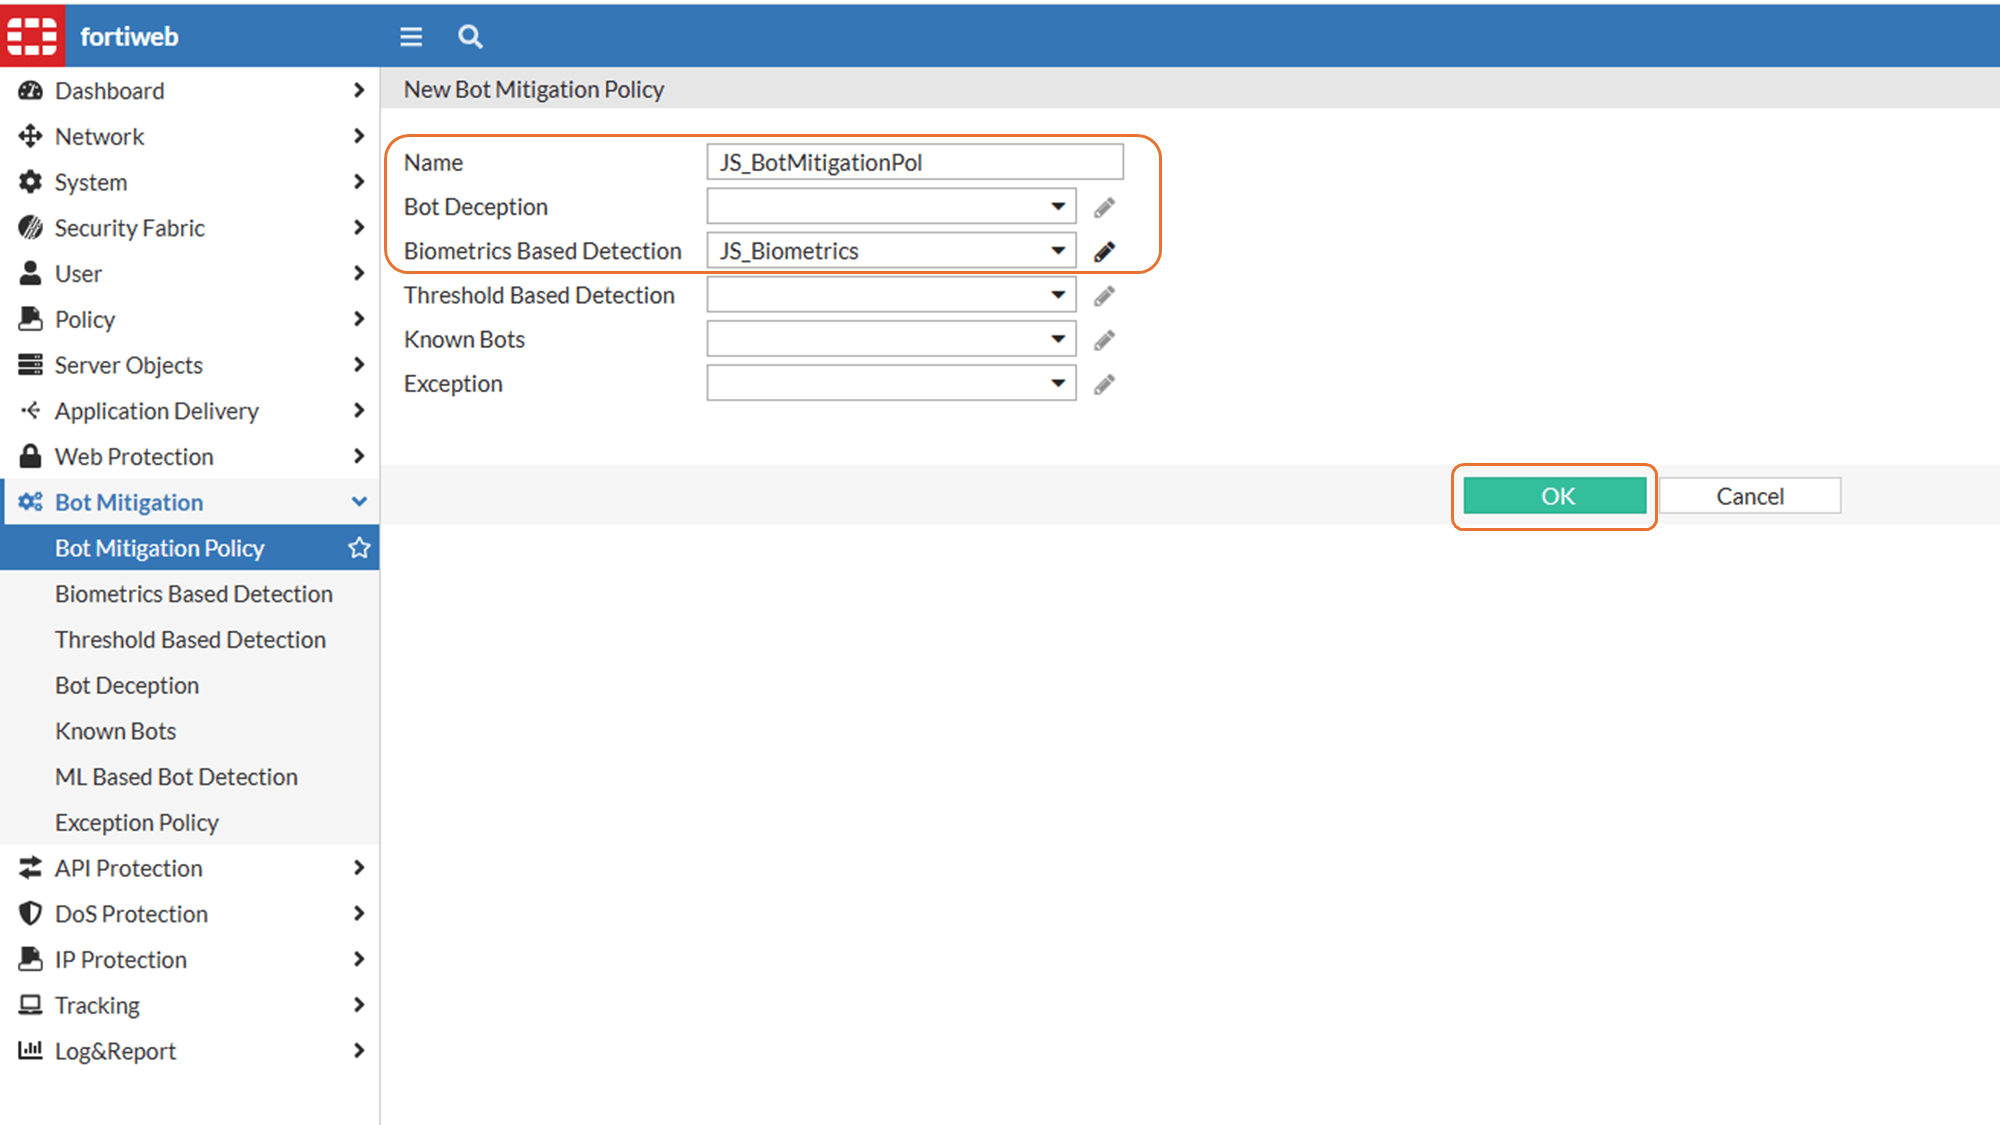 fortiweb
Dashboard
Network
System
Security Fabric
User
Policy
Server Objects
Application Delivery
Web Protection
Bot Mitigation
Bot Mitigation Policy
Biometrics Based Detection
Threshold Based Detection
Bot Deception
Known Bots
ML Based Bot Detection
Exception Policy
API Protection
DoS Protection
IP Protection
Tracking
Log&Report
New Bot Mitigation Policy
Name JS_BotMitigationPol
Bot Deception
Biometrics Based Detection JS_Biometrics
Threshold Based Detection
Known Bots
Exception
OK Cancel